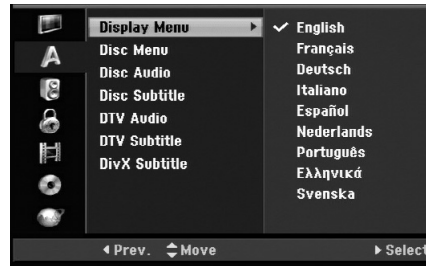 Display Menu
Disc Menu
Disc Audio
Disc Subtitle
DTV Audio
DTV Subtitle
DivX Subtitle
English
Français
Deutsch
Italiano
Español
Nederlands
Português
Ελληνικά
Svenska
A
Prev. Move Select